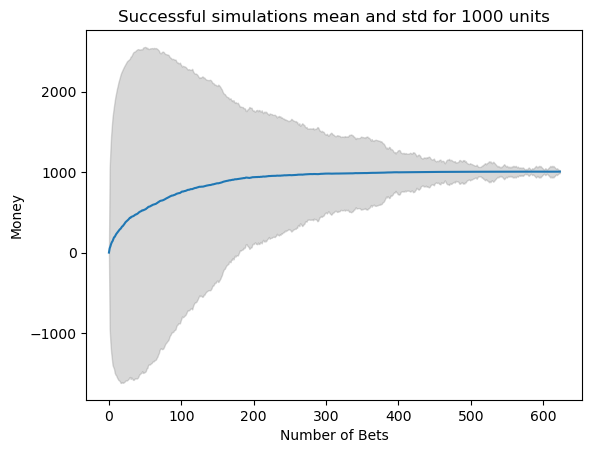 Successful simulations mean and std for 1000 units
2000
1000
0
−1000
Money
0 100 200 300 400 500 600
Number of Bets